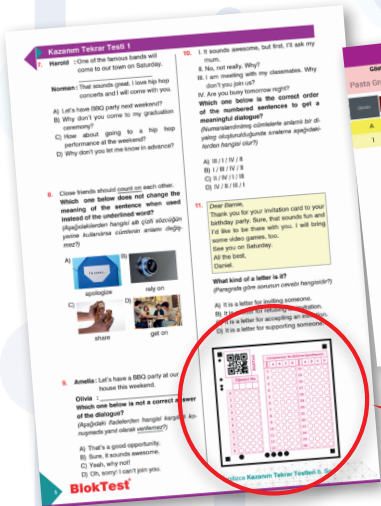 Kazanım Tekrar Testi 1
7. Harold : One of the famous bands will
come to our town on Saturday.
Norman : That sounds great. I love hip hop
concerts and I will come with you.
A) Let's have BBQ party next weekend?
B) Why don't you come to my graduation
ceremony?
C) How about going to a hip hop
performance at the weekend?
D) Why don't you let me know in advance?
8. Close friends should count on each other.
Which one below does not change the
meaning of the sentence when used
instead of the underlined word?
(Aşağıdakilerden hangisi altı çizili sözcüğün
yerine kullanılırsa cümlenin anlamı değiş-
mez?)
A) B)
apologize rely on
C) D)
share get on
9. Amelia : Let's have a BBQ party at our
house this weekend.
Olivia :
Which one below is not a correct answer
of the dialogue?
(Aşağıdaki ifadelerden hangisi karşılıklı ko-
nuşmada yanıt olarak verilemez?)
A) That's a good opportunity.
B) Sure, it sounds awesome.
C) Yeah, why not!
D) Oh, sorry! I can't join you.
BlokTest
10. I. It sounds awesome, but first, I'll ask my
mum.
II. No, not really. Why?
III. I am meeting with my classmates. Why
don't you join us?
IV. Are you busy tomorrow night?
Which one below is the correct order
of the numbered sentences to get a
meaningful dialogue?
(Numaralandırılmış cümlelerle anlamlı bir di-
yalog oluşturulduğunda sıralama aşağıdaki-
lerden hangisi olur?)
A) III / I / IV / II
B) I / III / IV / II
C) II / IV / I / III
D) IV / II / III / I
11. Dear Barnie,
Thank you for your invitation card to your
birthday party. Sure, that sounds fun and
I'd like to be there with you. I will bring
some video games, too.
See you on Saturday.
All the best,
Daniel.
What kind of a letter is it?
(Paragrafa göre sorunun cevabı hangisidir?)
A) It is a letter for inviting someone.
B) It is a letter for refusing an invitation.
C) It is a letter for accepting an invitation.
D) It is a letter for supporting someone.
Kazanım Tekrar Testleri
Pasta Gr
A
1